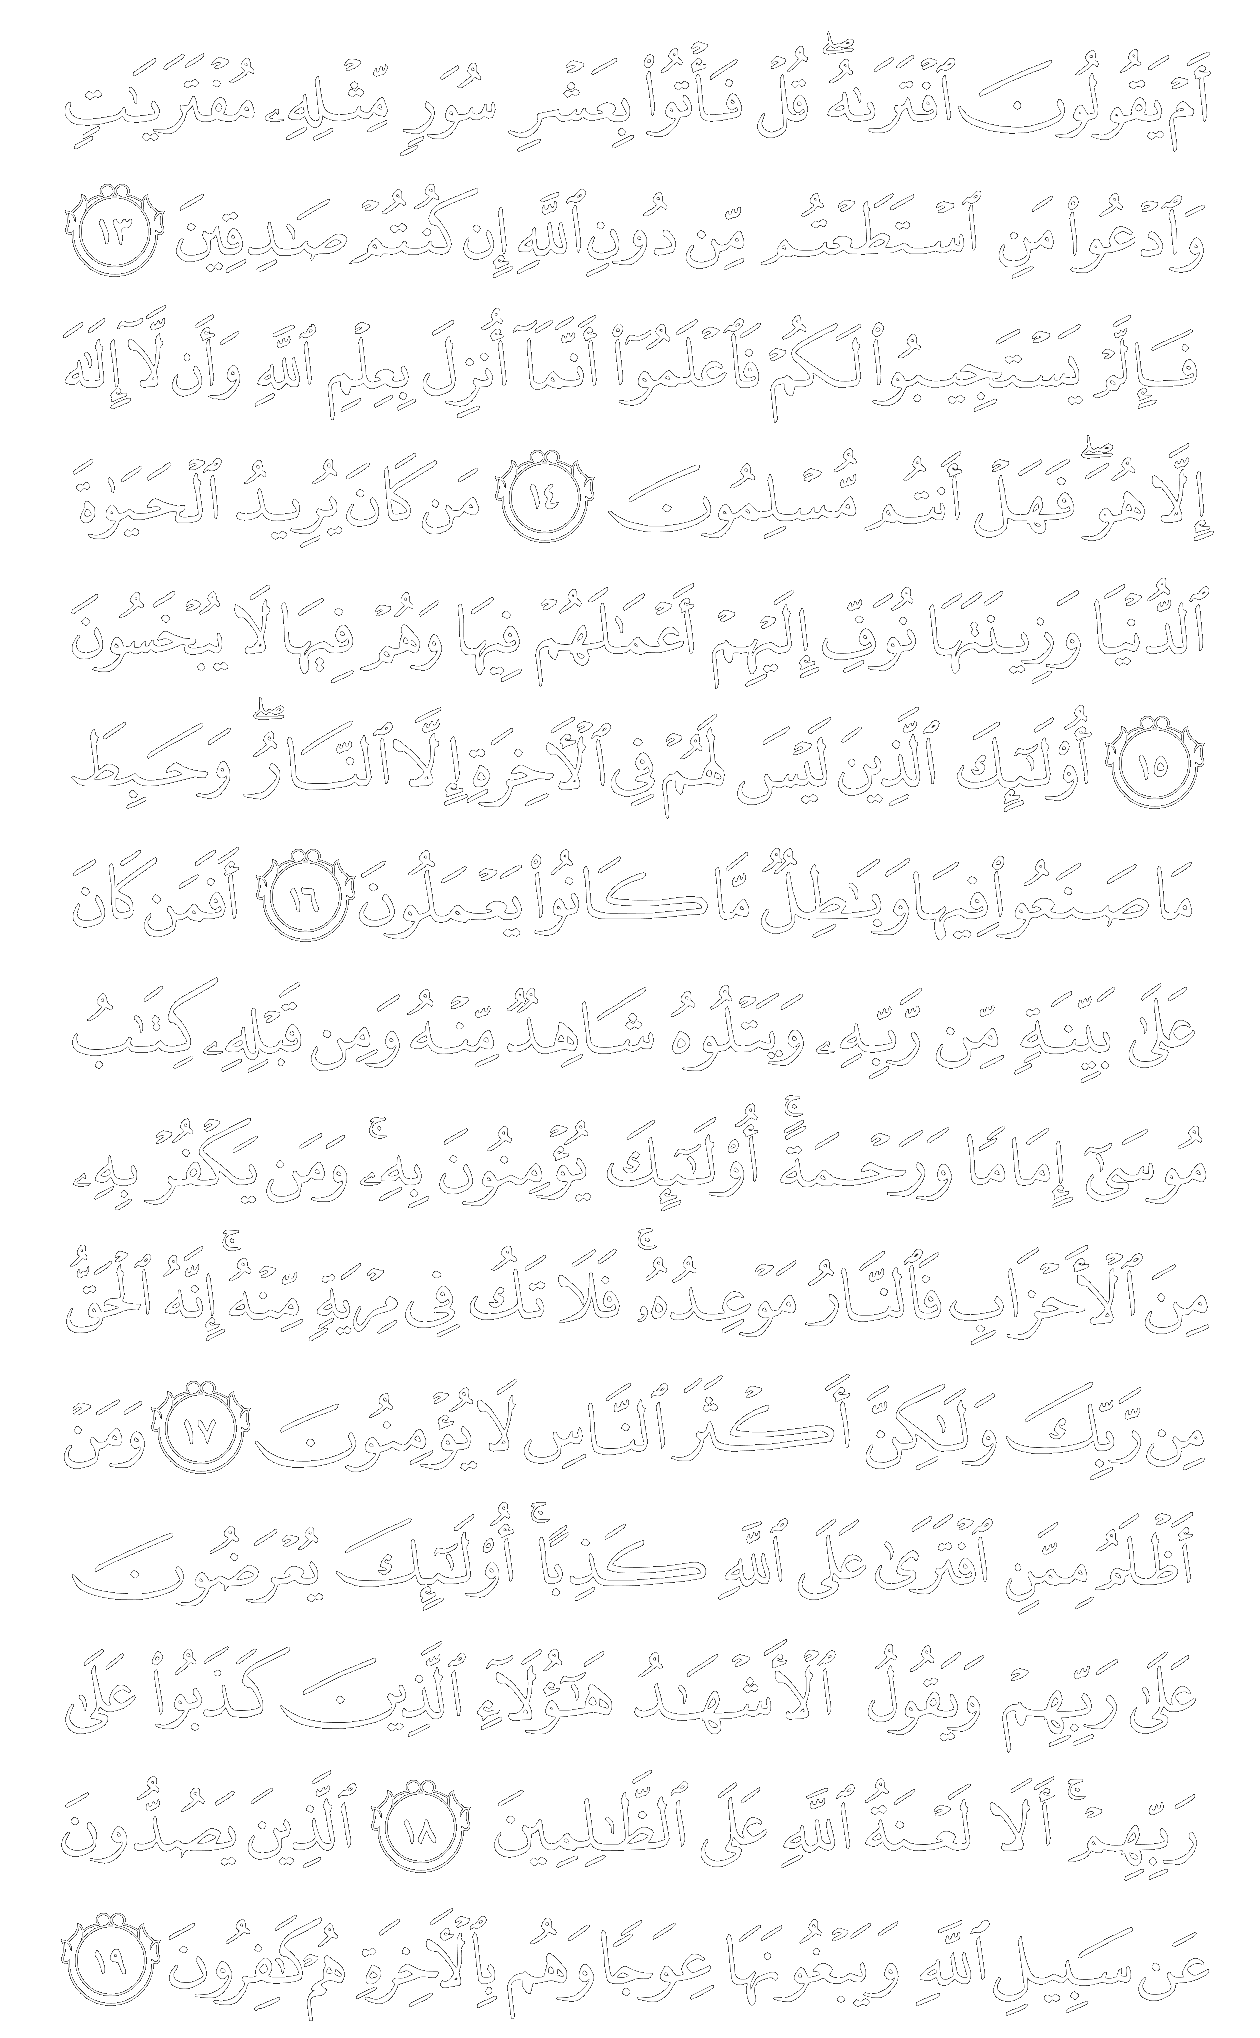 أَمْ يَقُولُونَ ٱفْتَرَىٰهُ ۖ قُلْ فَأْتُوا۟ بِعَشْرِ سُوَرٍ مِّثْلِهِۦ مُفْتَرَيَٰتٍ
وَٱدْعُوا۟ مَنِ ٱسْتَطَعْتُم مِّن دُونِ ٱللَّهِ إِن كُنتُمْ صَٰدِقِينَ ١٣
فَإِلَّمْ يَسْتَجِيبُوا۟ لَكُمْ فَٱعْلَمُوٓا۟ أَنَّمَآ أُنزِلَ بِعِلْمِ ٱللَّهِ وَأَن لَّآ إِلَٰهَ
إِلَّا هُوَ ۖ فَهَلْ أَنتُم مُّسْلِمُونَ ١٤ مَن كَانَ يُرِيدُ ٱلْحَيَوٰةَ
ٱلدُّنْيَا وَزِينَتَهَا نُوَفِّ إِلَيْهِمْ أَعْمَٰلَهُمْ فِيهَا وَهُمْ فِيهَا لَا يُبْخَسُونَ
١٥ أُو۟لَٰٓئِكَ ٱلَّذِينَ لَيْسَ لَهُمْ فِى ٱلْءَاخِرَةِ إِلَّا ٱلنَّارُ ۖ وَحَبِطَ
مَا صَنَعُوا۟ فِيهَا وَبَٰطِلٌ مَّا كَانُوا۟ يَعْمَلُونَ ١٦ أَفَمَن كَانَ
عَلَىٰ بَيِّنَةٍ مِّن رَّبِّهِۦ وَيَتْلُوهُ شَاهِدٌ مِّنْهُ وَمِن قَبْلِهِۦ كِتَٰبُ
مُوسَىٰٓ إِمَامًا وَرَحْمَةً ۚ أُو۟لَٰٓئِكَ يُؤْمِنُونَ بِهِۦ ۚ وَمَن يَكْفُرْ بِهِۦ
مِنَ ٱلْأَحْزَابِ فَٱلنَّارُ مَوْعِدُهُۥ ۚ فَلَا تَكُ فِى مِرْيَةٍ مِّنْهُ ۚ إِنَّهُ ٱلْحَقُّ
مِن رَّبِّكَ وَلَٰكِنَّ أَكْثَرَ ٱلنَّاسِ لَا يُؤْمِنُونَ ١٧ وَمَنْ
أَظْلَمُ مِمَّنِ ٱفْتَرَىٰ عَلَى ٱللَّهِ كَذِبًا ۚ أُو۟لَٰٓئِكَ يُعْرَضُونَ
عَلَىٰ رَبِّهِمْ وَيَقُولُ ٱلْأَشْهَٰدُ هَٰٓؤُلَآءِ ٱلَّذِينَ كَذَبُوا۟ عَلَىٰ
رَبِّهِمْ ۚ أَلَا لَعْنَةُ ٱللَّهِ عَلَى ٱلظَّٰلِمِينَ ١٨ ٱلَّذِينَ يَصُدُّونَ
عَن سَبِيلِ ٱللَّهِ وَيَبْغُونَهَا عِوَجًا وَهُم بِٱلْءَاخِرَةِ هُمْ كَٰفِرُونَ ١٩